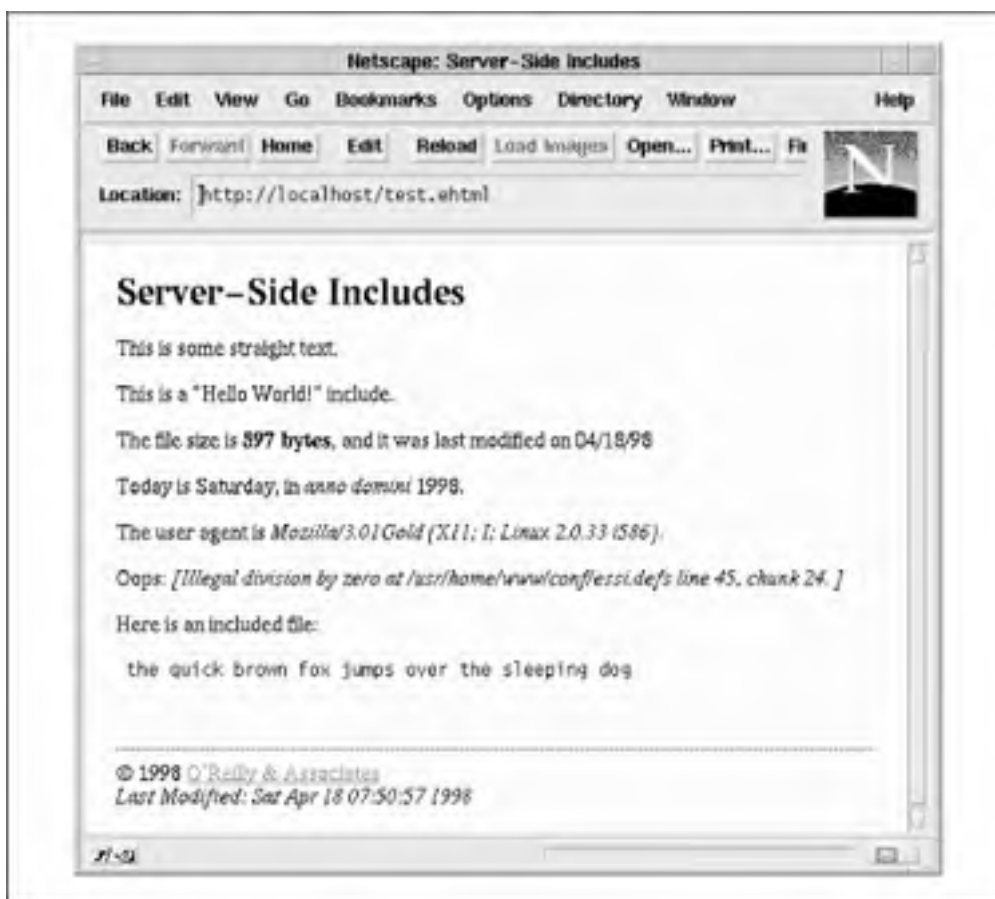 Netscape: Server-Side Includes
File Edit View Go Bookmarks Options Directory Window Help
Back Forward Home Edit Reload Load Images Open... Print... Fi
Location: http://localhost/test.ehtml
N
Server-Side Includes
This is some straight text.
This is a "Hello World!" include.
The file size is 897 bytes, and it was last modified on 04/18/98
Today is Saturday, in anno domini 1998.
The user agent is Mozilla/3.01Gold (X11; I; Linux 2.0.33 i586).
Oops: [Illegal division by zero at /usr/home/www/conf/essi.defs line 45, chunk 24. ]
Here is an included file:
the quick brown fox jumps over the sleeping dog
© 1998 O'Reilly & Associates
Last Modified: Sat Apr 18 07:50:57 1998